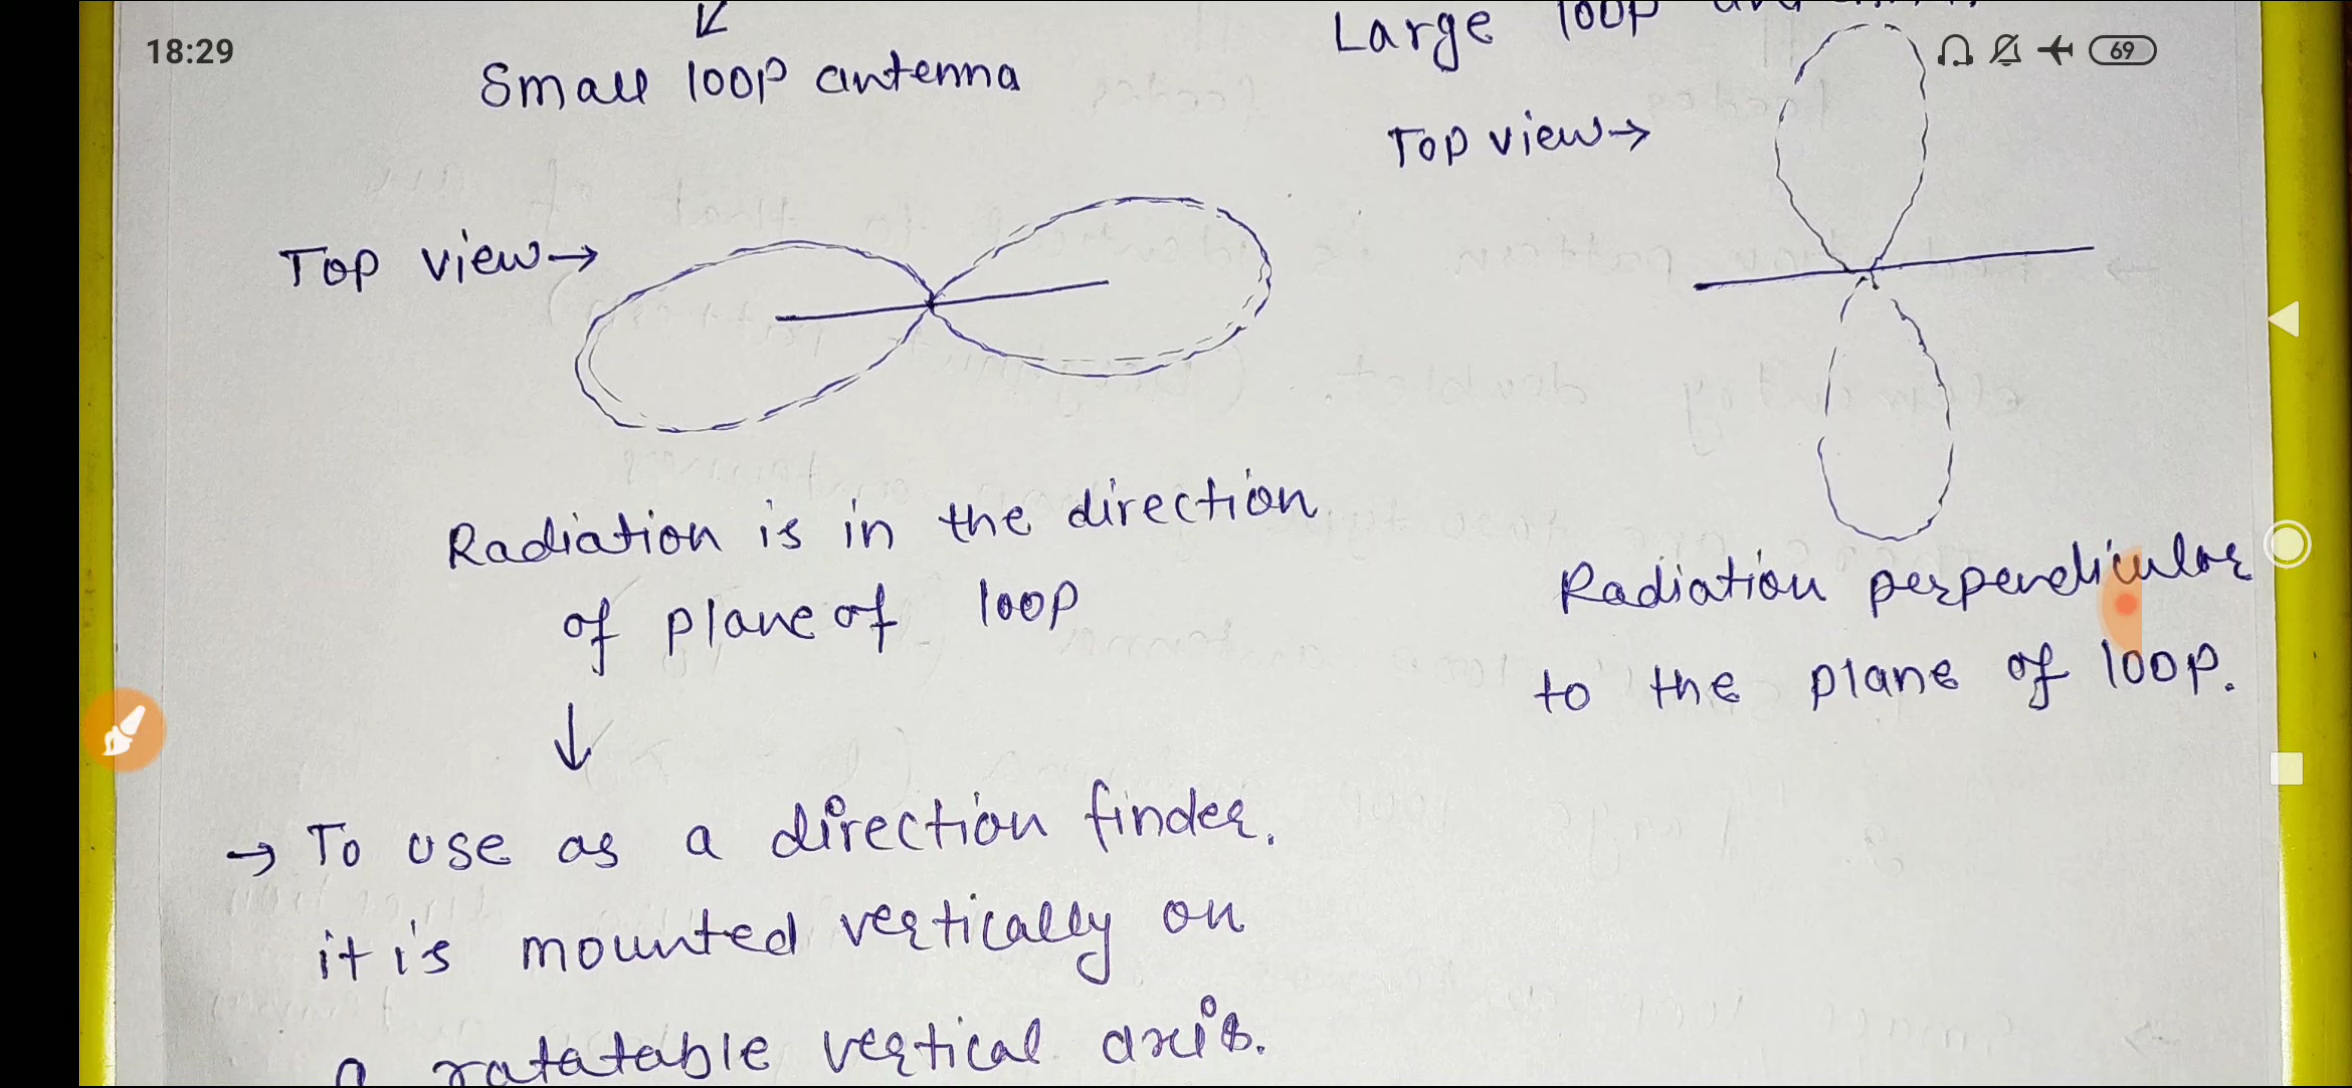 18:29
69
Small loop antenna
Large loop
Top view→
Top view→
Radiation is in the direction
of plane of loop
Radiation perpendicular
to the plane of loop.
→ To use as a direction finder.
it is mounted vertically on
a ratatable vertical axis.